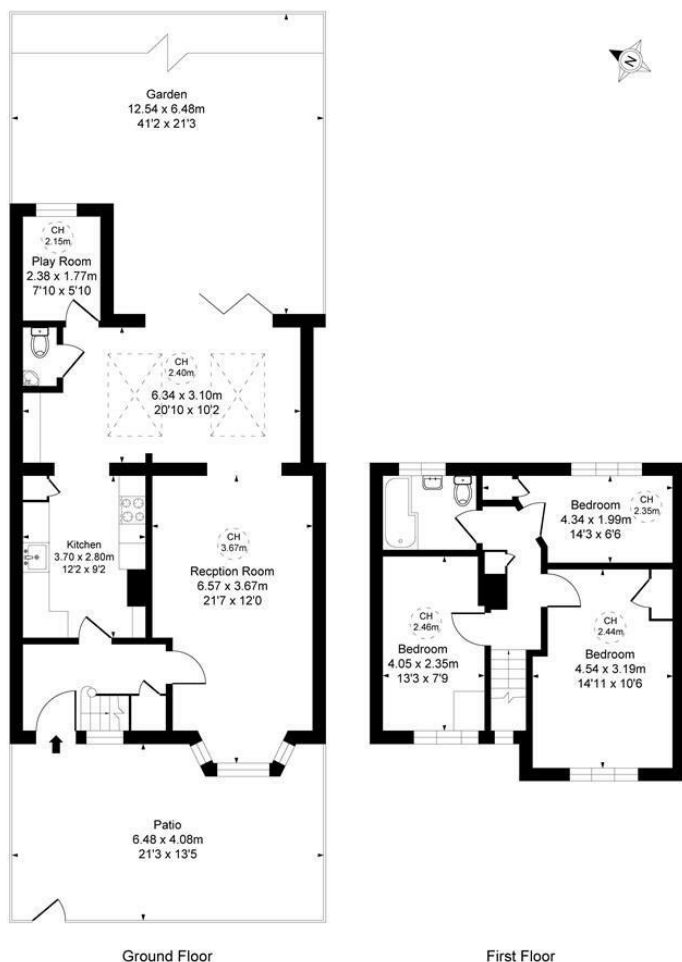 N
Garden
12.54 x 6.48m
41'2 x 21'3
CH
2.15m
Play Room
2.38 x 1.77m
7'10 x 5'10
CH
2.40m
6.34 x 3.10m
20'10 x 10'2
Kitchen
3.70 x 2.80m
12'2 x 9'2
CH
3.67m
Recption Room
6.57 x 3.67m
21'7 x 12'0
Patio
6.48 x 4.08m
21'3 x 13'5
Ground Floor
Bedroom
4.34 x 1.99m
14'3 x 6'6
CH
2.35m
CH
2.46m
Bedroom
4.05 x 2.35m
13'3 x 7'9
CH
2.44m
Bedroom
4.54 x 3.19m
14'11 x 10'6
First Floor